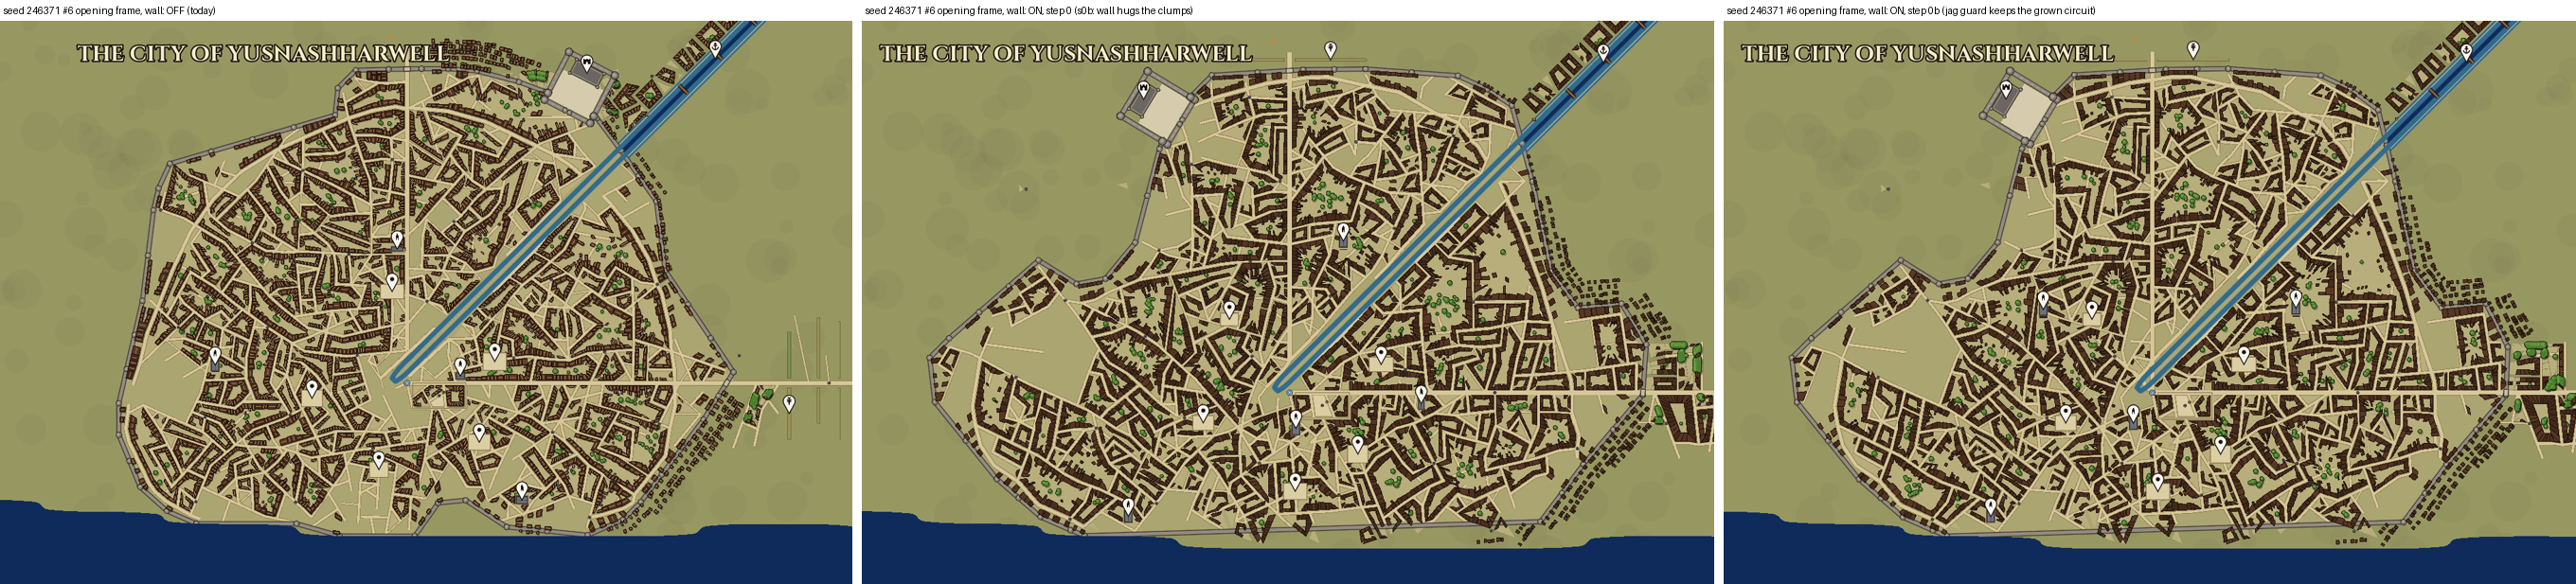 seed 246371 #6 opening frame, wall: OFF (today)
seed 246371 #6 opening frame, wall: ON, step 0 (s0b: wall hugs the clumps)
seed 246371 #6 opening frame, wall: ON, step 0b (jag guard keeps the grown circuit)
THE CITY OF YUSNASHHARWELL
THE CITY OF YUSNASHHARWELL
THE CITY OF YUSNASHHARWELL